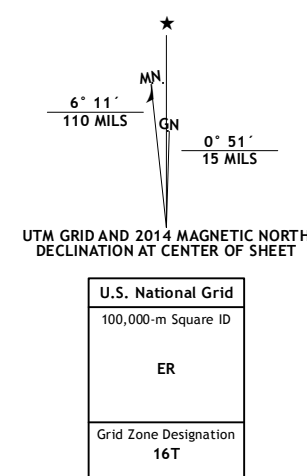 ★
MN.
GN
6° 11´
110 MILS
0° 51´
15 MILS
UTM GRID AND 2014 MAGNETIC NORTH
DECLINATION AT CENTER OF SHEET
U.S. National Grid
100,000-m Square ID
ER
Grid Zone Designation
16T